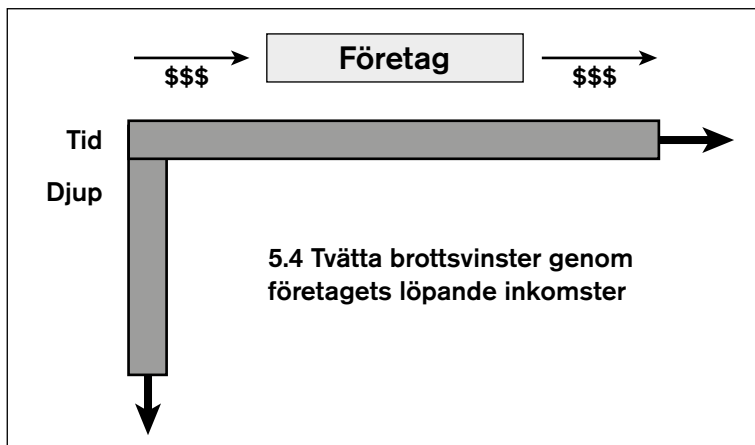 Företag
$$$ $$$
Tid
Djup
5.4 Tvätta brottsvinster genom
företagets löpande inkomster